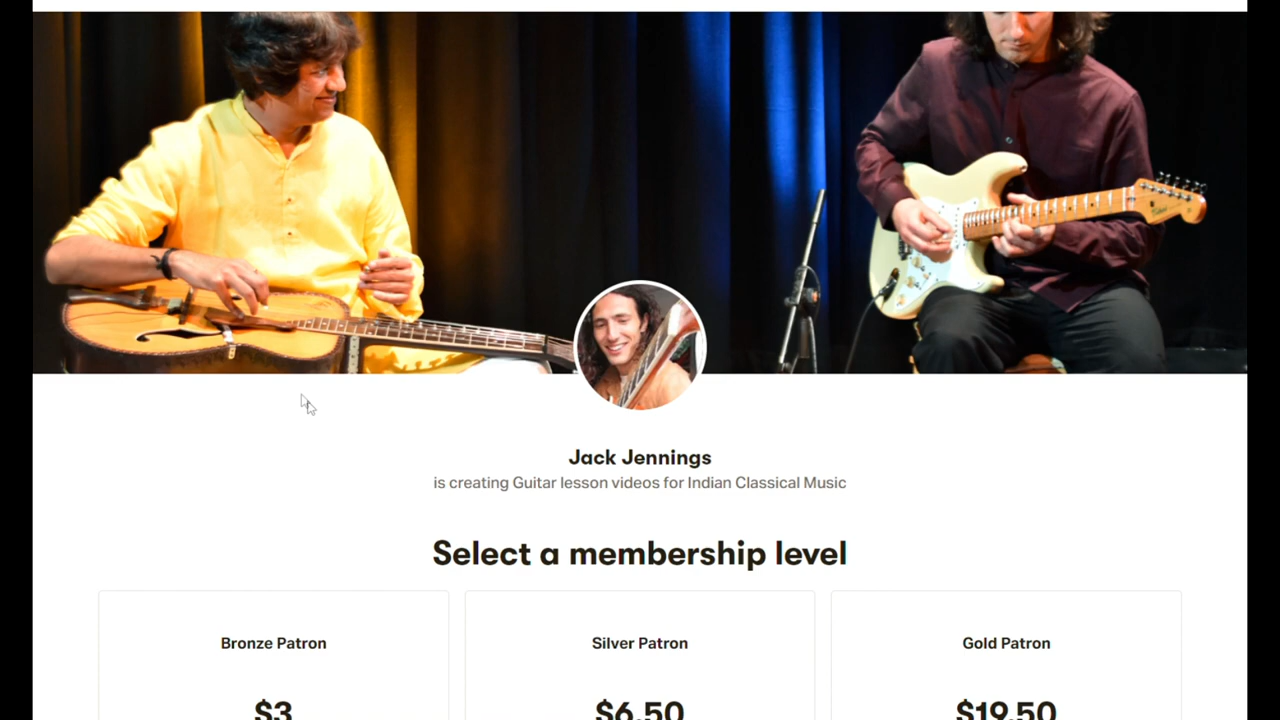 Jack Jennings
is creating Guitar lesson videos for Indian Classical Music
Select a membership level
Bronze Patron
Silver Patron
Gold Patron
$3
$6.50
$19.50